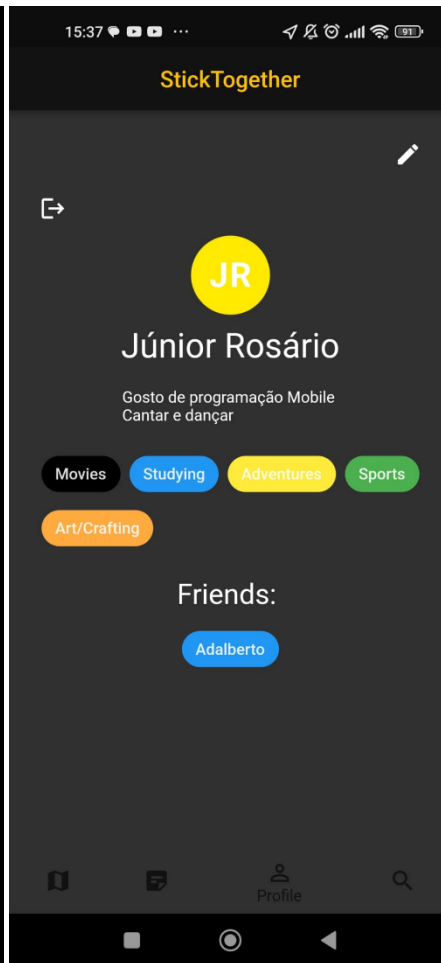 15:37
91
StickTogether
JR
Júnior Rosário
Gosto de programação Mobile
Cantar e dançar
Movies Studying Adventures Sports
Art/Crafting
Friends:
Adalberto
Profile